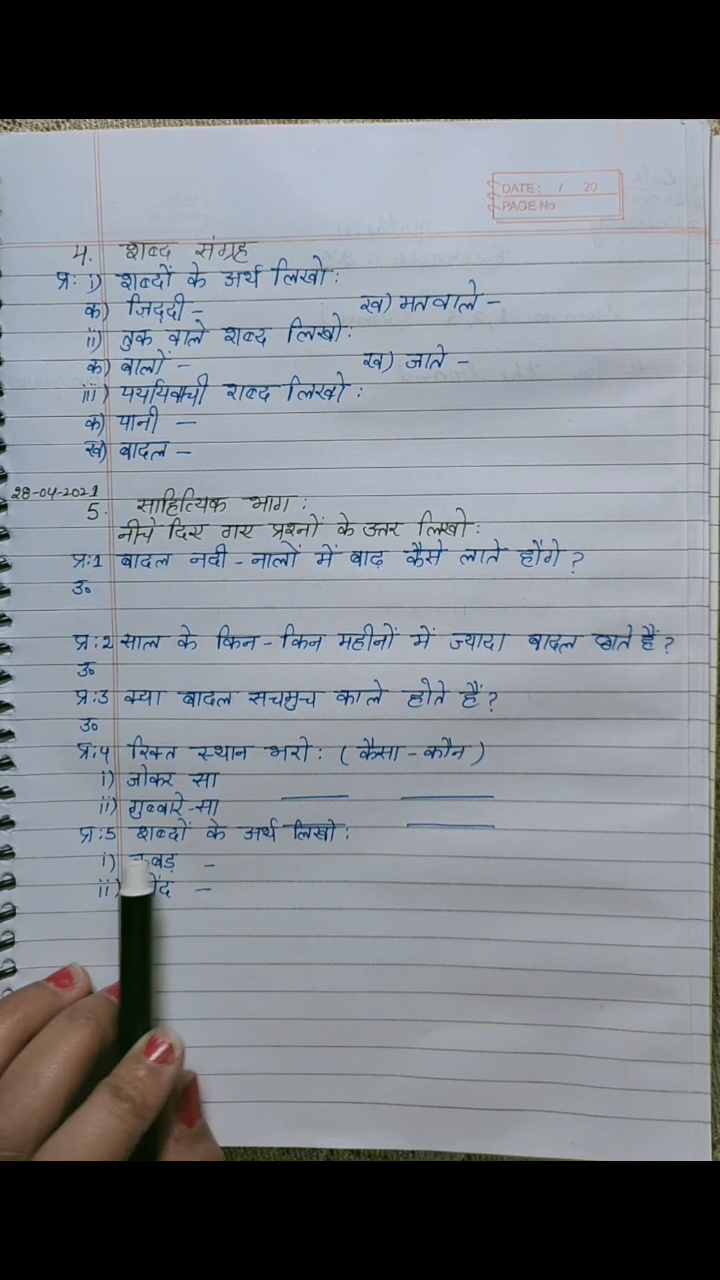 DATE: / 20
PAGE No
4. शब्द संग्रह
प्र: i) शब्दों के अर्थ लिखो:
क) जिद्दी - ख) मतवाले -
ii) तुक वाले शब्द लिखो:
क) बालों - ख) जाते -
iii) पर्यायवाची शब्द लिखो:
क) पानी -
ख) बादल -
28-04-2021
5. साहित्यिक भाग:
नीचे दिए गए प्रश्नों के उत्तर लिखो:
प्र:1 बादल नदी-नालों में बाढ़ कैसे लाते होंगे?
उ०
प्र:2 साल के किन-किन महीनों में ज्यादा बादल छाते हैं?
उ०
प्र:3 क्या बादल सचमुच काले होते हैं?
उ०
प्र:4 रिक्त स्थान भरो: (कैसा-कौन)
i) जोकर सा
ii) गुब्बारे-सा
प्र:5 शब्दों के अर्थ लिखो:
i) -
ii) -